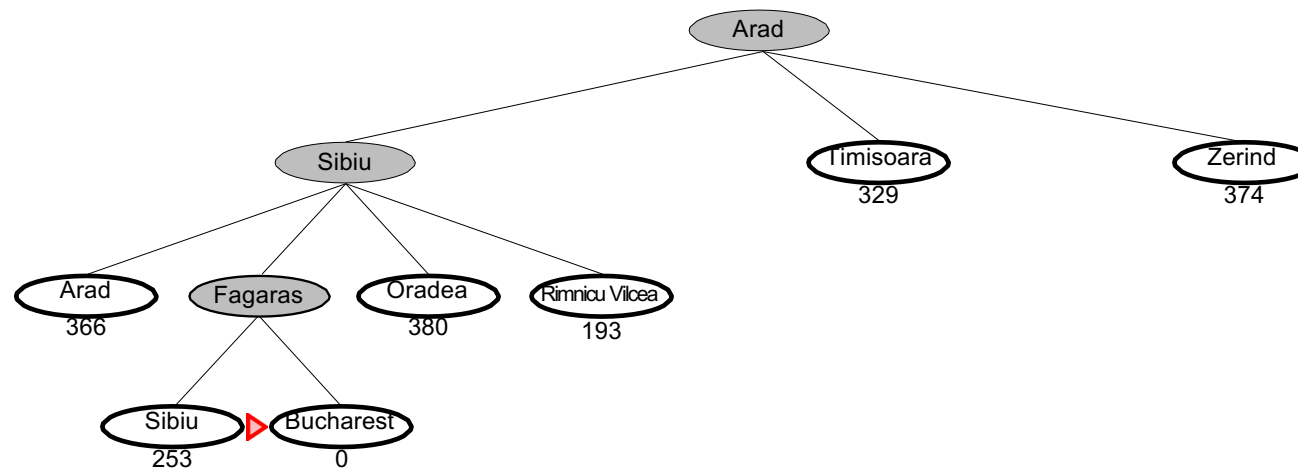 Arad
Sibiu
Timisoara
Zerind
329
374
Arad
Fagaras
Oradea
Rimnicu Vilcea
366
380
193
Sibiu
Bucharest
253
0